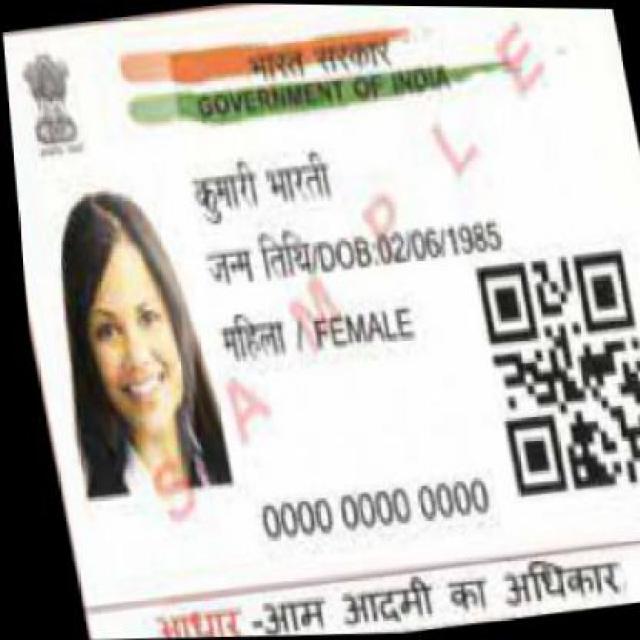 भारत सरकार
GOVERNMENT OF INDIA
कुमारी भारती
जन्म तिथि/DOB:02/06/1985
महिला / FEMALE
SAMPLE
0000 0000 0000
आधार -आम आदमी का अधिकार